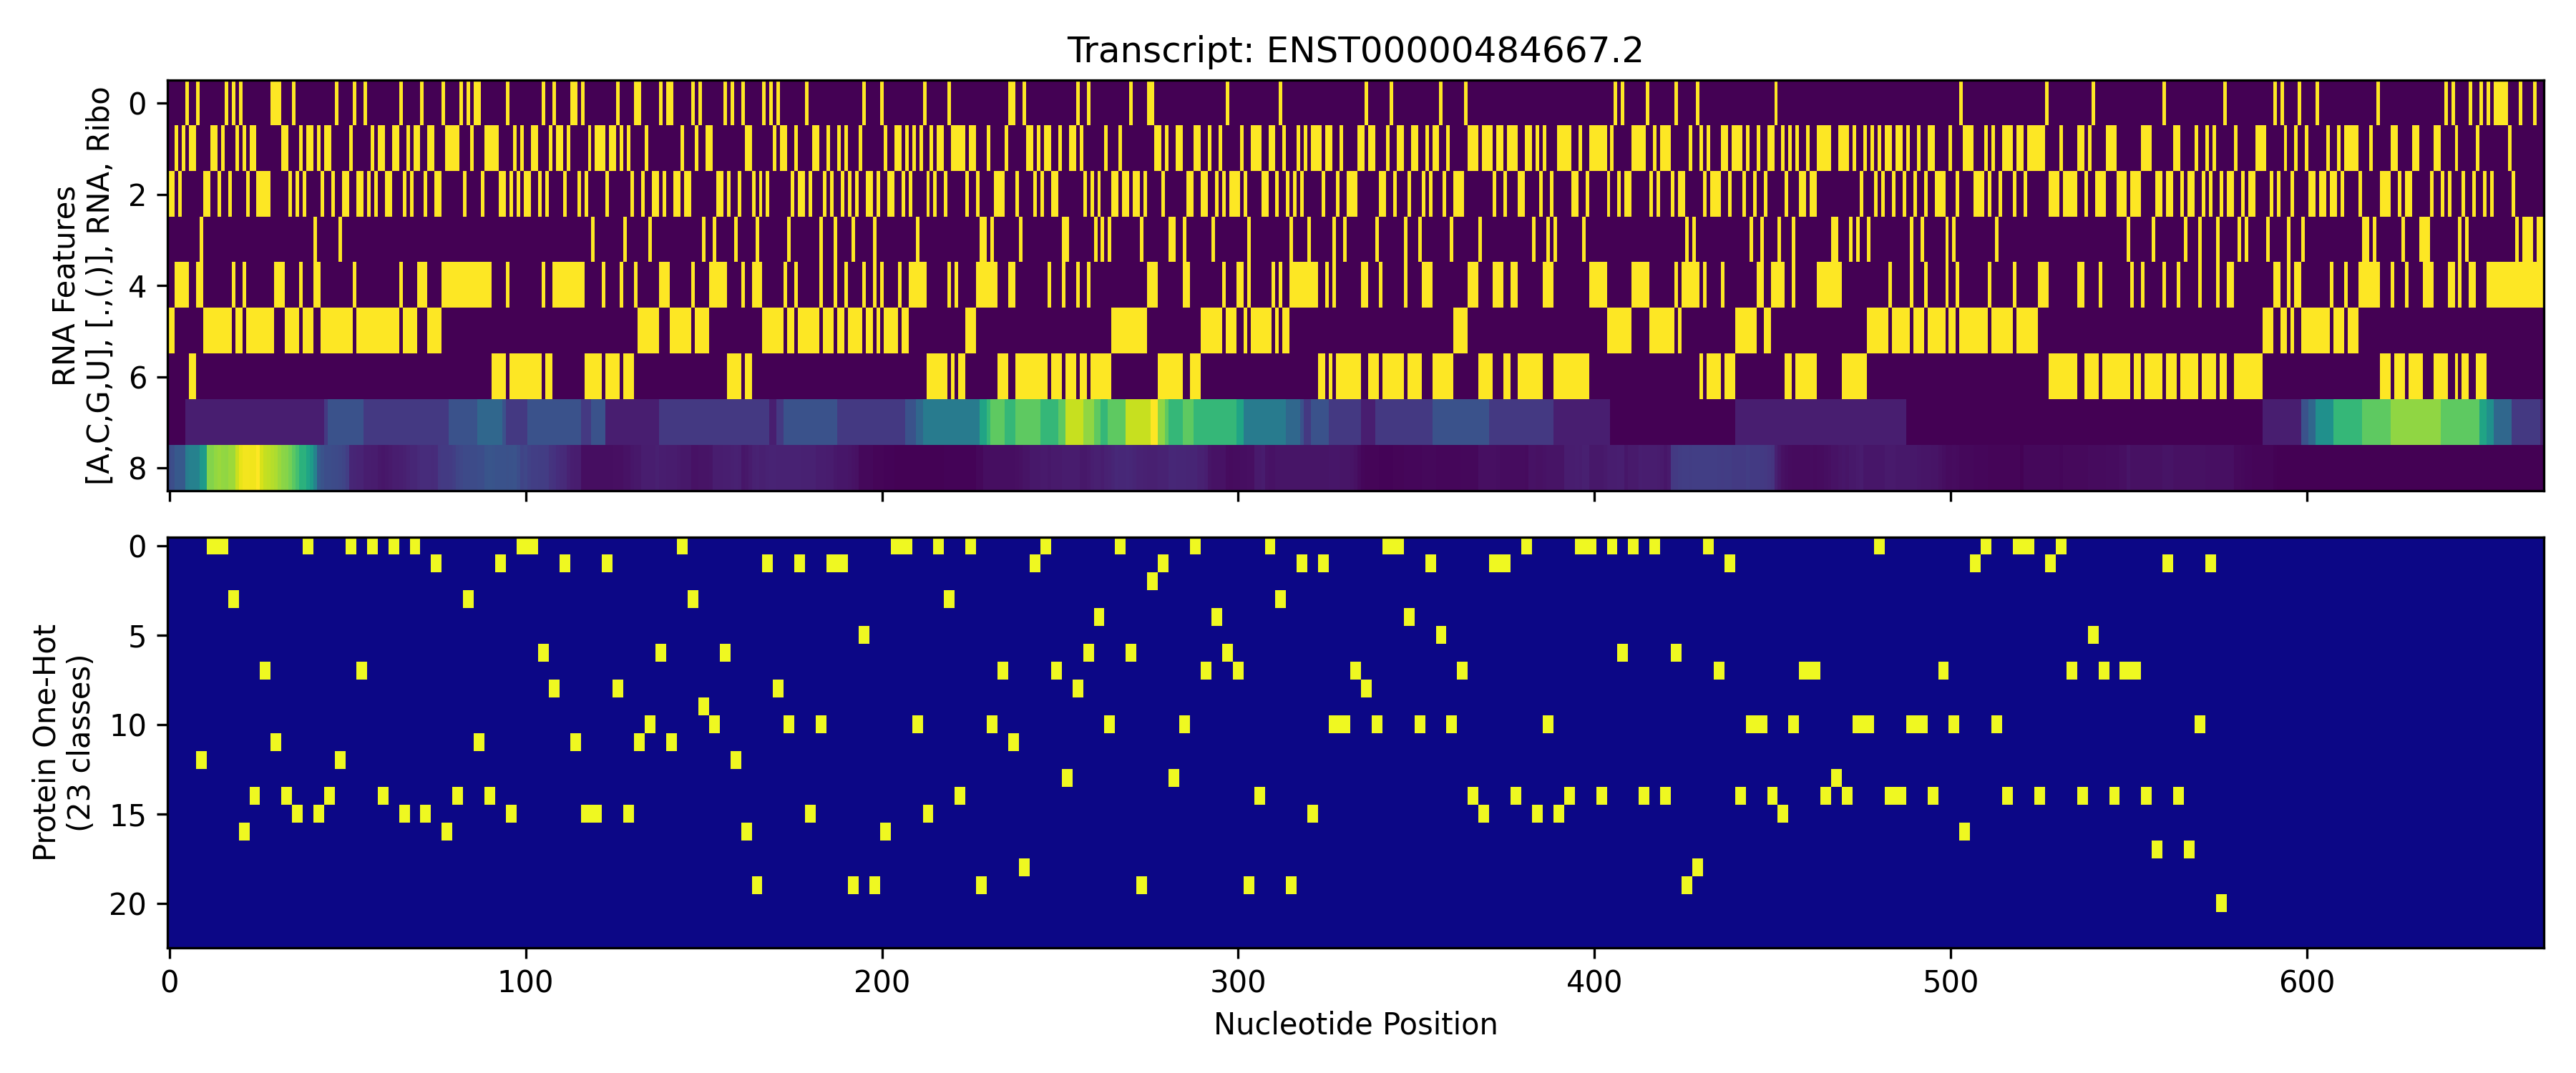 Transcript: ENST00000484667.2
RNA Features
[A,C,G,U], [.,(,)], RNA, Ribo
0
2
4
6
8
Protein One-Hot
(23 classes)
0
5
10
15
20
0 100 200 300 400 500 600
Nucleotide Position